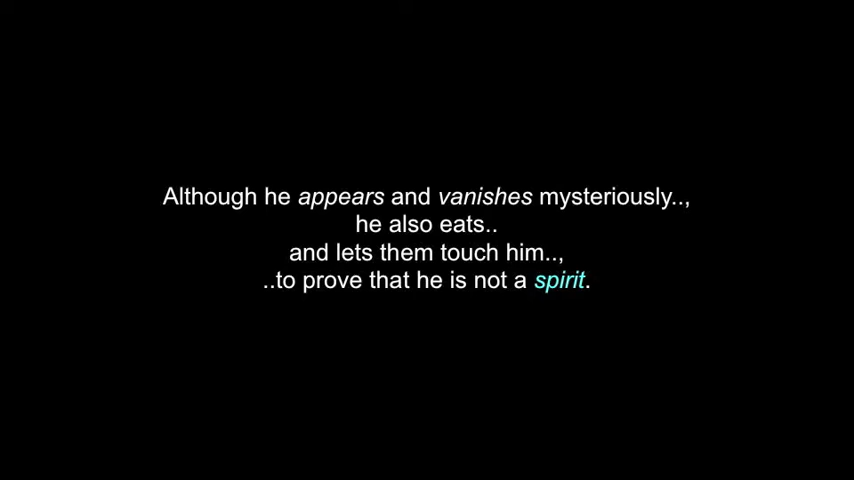 Although he appears and vanishes mysteriously..,
he also eats..
and lets them touch him..,
..to prove that he is not a spirit.